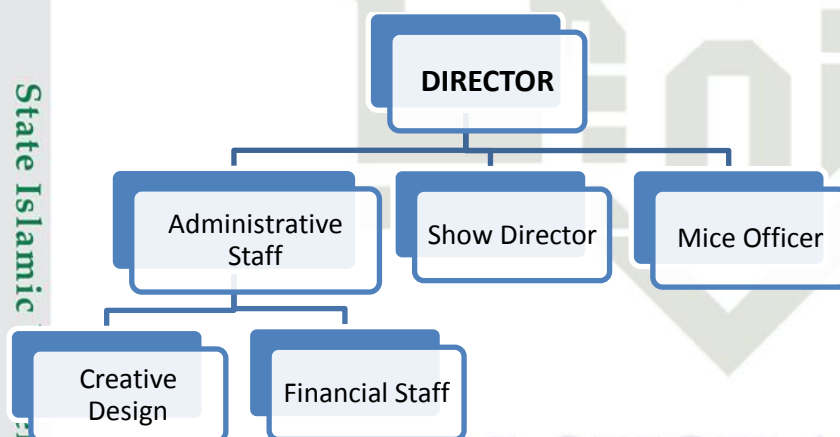 DIRECTOR
Administrative
Staff
Show Director
Mice Officer
Creative
Design
Financial Staff
State Islamic